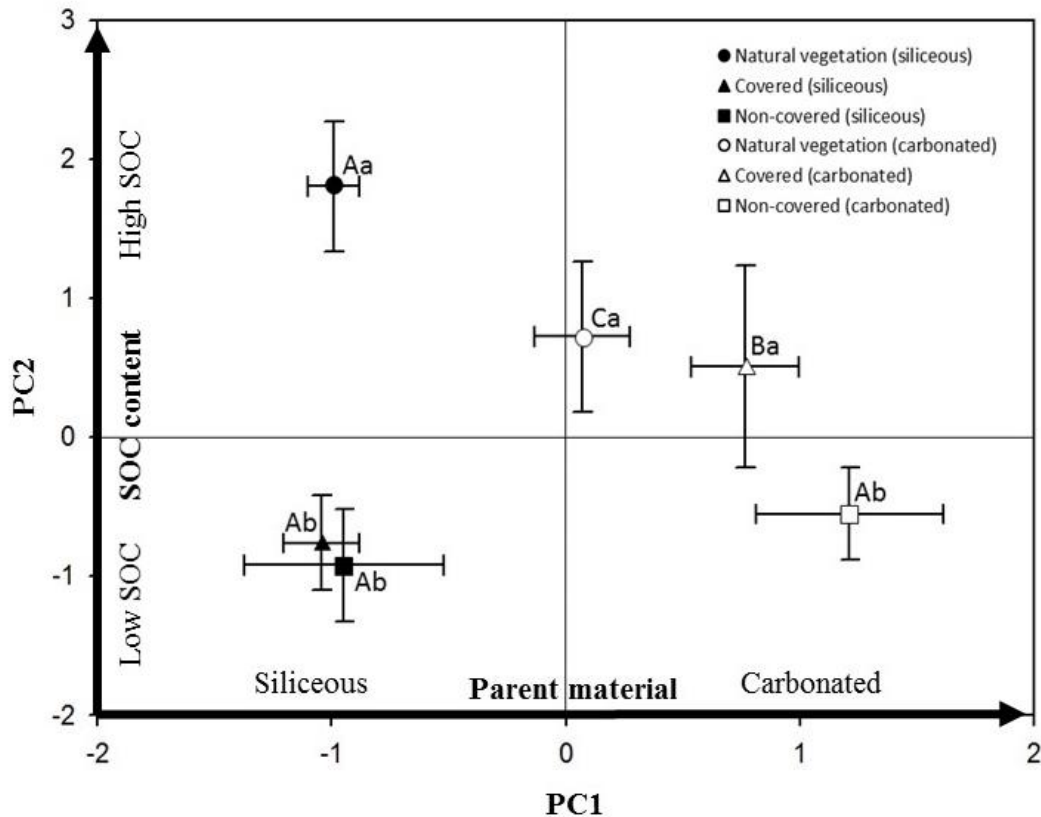 3
2
1
0
-1
-2
PC2
High SOC
SOC content
Low SOC
Natural vegetation (siliceous)
Covered (siliceous)
Non-covered (siliceous)
Natural vegetation (carbonated)
Covered (carbonated)
Non-covered (carbonated)
Aa
Ca
Ba
Ab
Ab
Ab
Siliceous
Parent material
Carbonated
-2
-1
0
1
2
PC1